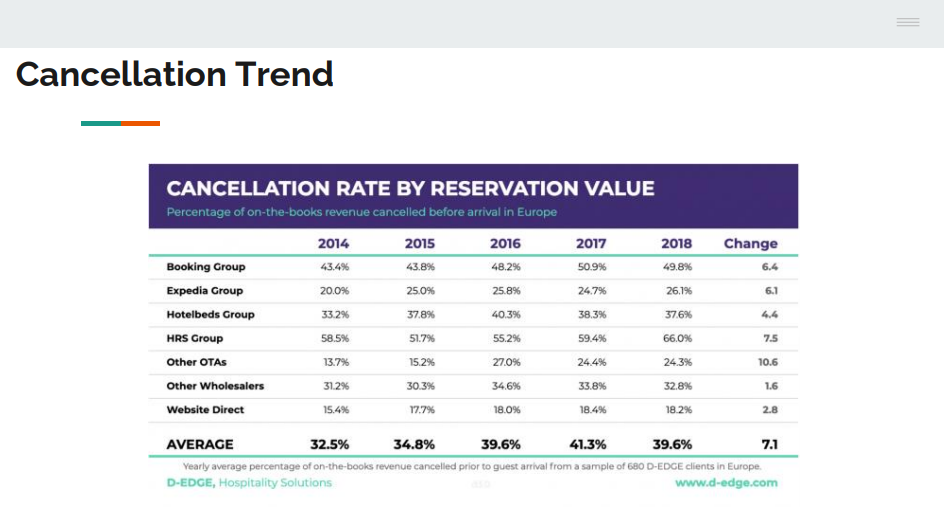 Cancellation Trend
CANCELLATION RATE BY RESERVATION VALUE
Percentage of on-the-books revenue cancelled before arrival in Europe
2014 2015 2016 2017 2018 Change
Booking Group 43.4% 43.8% 48.2% 50.9% 49.8% 6.4
Expedia Group 20.0% 25.0% 25.8% 24.7% 26.1% 6.1
Hotelbeds Group 33.2% 37.8% 40.3% 38.3% 37.6% 4.4
HRS Group 58.5% 51.7% 55.2% 59.4% 66.0% 7.5
Other OTAs 13.7% 15.2% 27.0% 24.4% 24.3% 10.6
Other Wholesalers 31.2% 30.3% 34.6% 33.8% 32.8% 1.6
Website Direct 15.4% 17.7% 18.0% 18.4% 18.2% 2.8
AVERAGE 32.5% 34.8% 39.6% 41.3% 39.6% 7.1
Yearly average percentage of on-the-books revenue cancelled prior to guest arrival from a sample of 680 D-EDGE clients in Europe.
D-EDGE, Hospitality Solutions www.d-edge.com